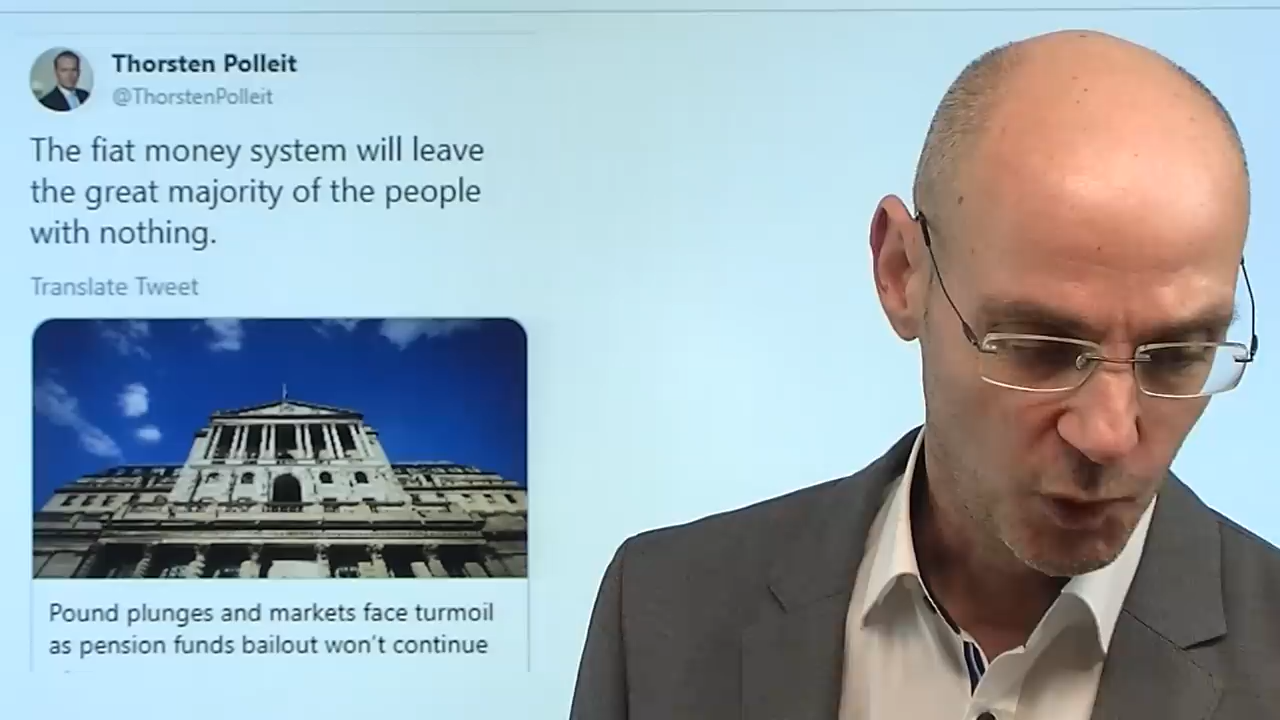 Thorsten Polleit
@ThorstenPolleit
The fiat money system will leave
the great majority of the people
with nothing.
Translate Tweet
Pound plunges and markets face turmoil
as pension funds bailout won't continue